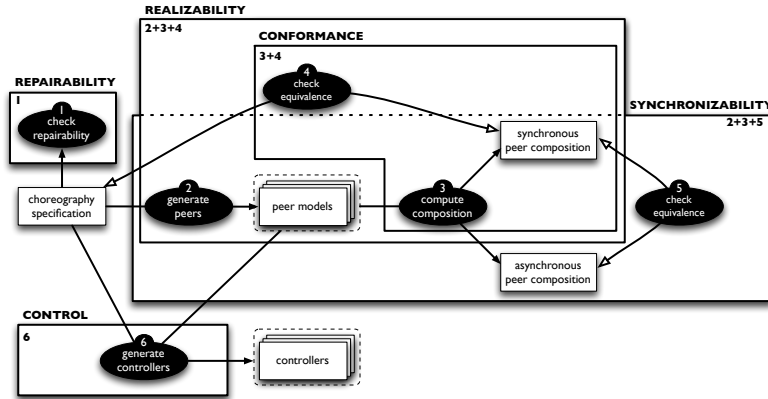 REALIZABILITY
2+3+4
CONFORMANCE
3+4
4
check
equivalence
REPAIRABILITY
1
1
check
repairability
SYNCHRONIZABILITY
2+3+5
synchronous
peer composition
choreography
specification
2
generate
peers
peer models
3
compute
composition
5
check
equivalence
asynchronous
peer composition
CONTROL
6
6
generate
controllers
controllers